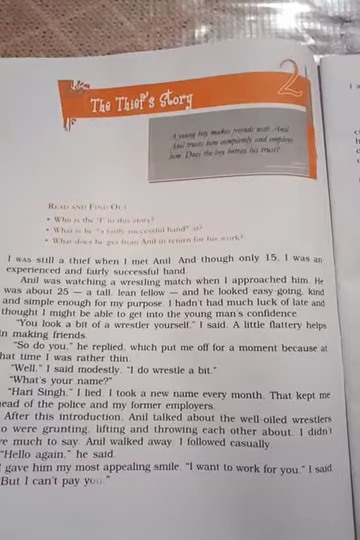 2
The Thief's Story
A young boy makes friends with Anil.
Anil trusts him completely and employs
him. Does the boy betray his trust?
READ AND FIND OUT
• Who is the 'I' in this story?
• What is he "a fairly successful hand" at?
• What does he get from Anil in return for his work?
I WAS still a thief when I met Anil. And though only 15, I was an
experienced and fairly successful hand.
Anil was watching a wrestling match when I approached him. He
was about 25 — a tall, lean fellow — and he looked easy-going, kind
and simple enough for my purpose. I hadn't had much luck of late and
thought I might be able to get into the young man's confidence.
"You look a bit of a wrestler yourself," I said. A little flattery helps
in making friends.
"So do you," he replied, which put me off for a moment because at
hat time I was rather thin.
"Well," I said modestly, "I do wrestle a bit."
"What's your name?"
"Hari Singh," I lied. I took a new name every month. That kept me
head of the police and my former employers.
After this introduction, Anil talked about the well-oiled wrestlers
o were grunting, lifting and throwing each other about. I didn't
ve much to say. Anil walked away. I followed casually.
"Hello again," he said.
I gave him my most appealing smile. "I want to work for you," I said
"But I can't pay you."